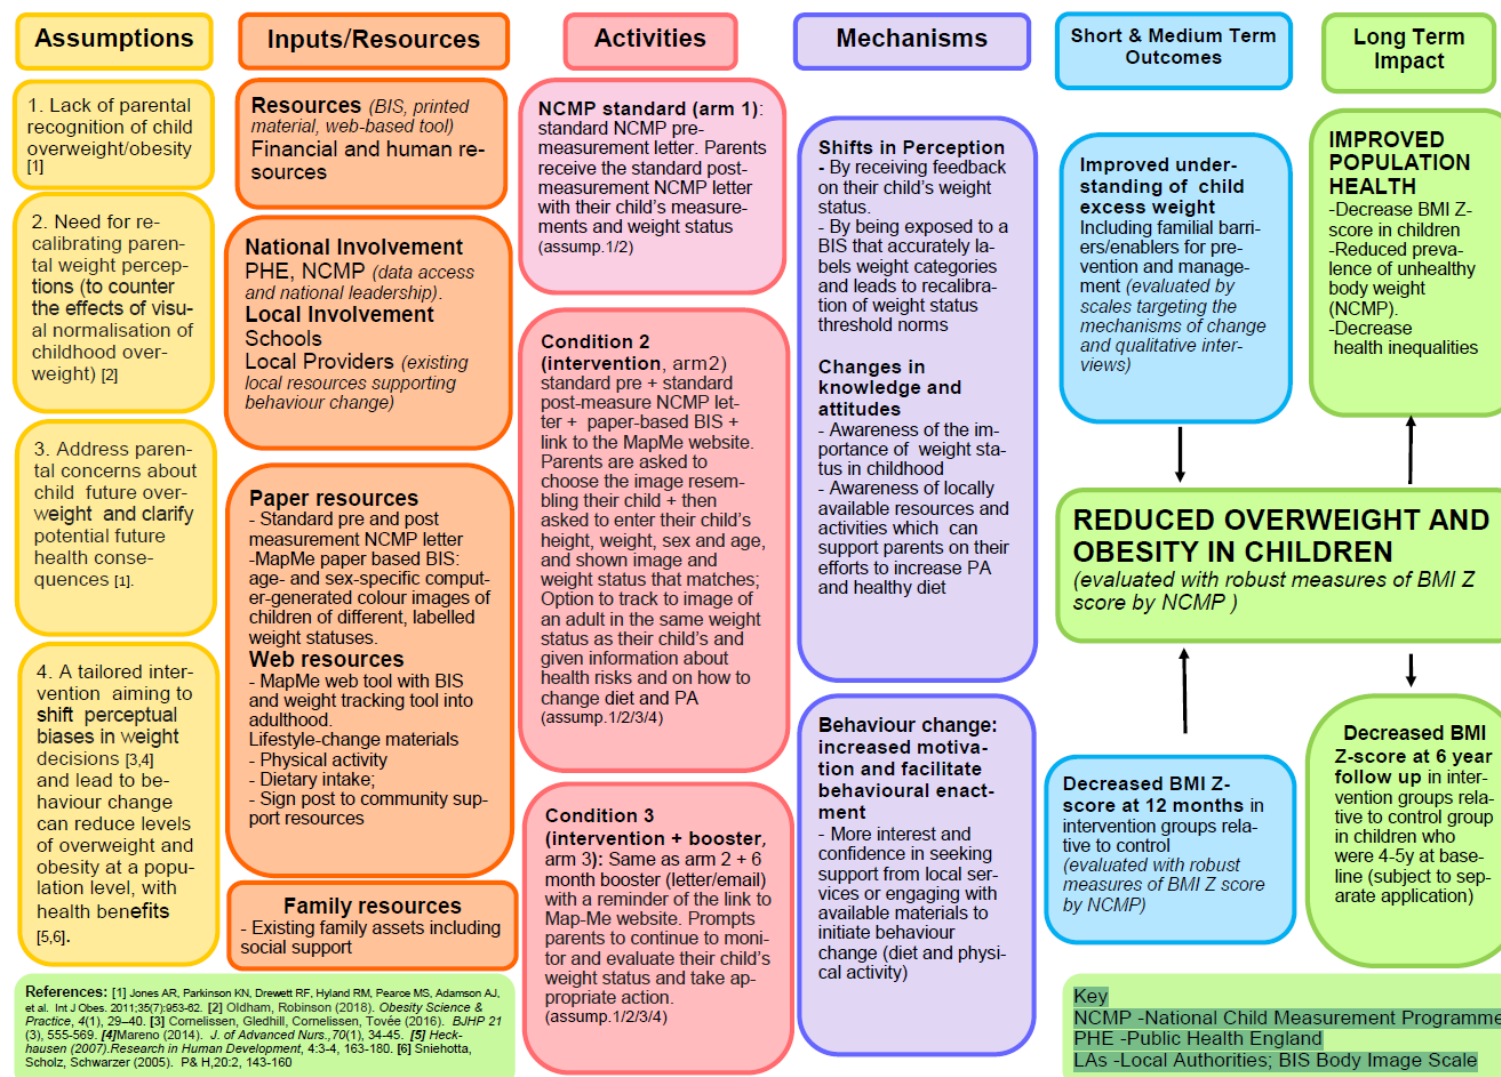 Assumptions
1. Lack of parental
recognition of child
overweight/obesity
[1]
2. Need for re-
calibrating paren-
tal weight percep-
tions (to counter
the effects of visu-
al normalisation of
childhood over-
weight) [2]
3. Address paren-
tal concerns about
child future over-
weight and clarify
potential future
health conse-
quences [1].
4. A tailored inter-
vention aiming to
shift perceptual
biases in weight
decisions [3,4]
and lead to be-
haviour change
can reduce levels
of overweight and
obesity at a popu-
lation level, with
health benefits
[5,6].
Inputs/Resources
Resources (BIS, printed
material, web-based tool)
Financial and human re-
sources
National Involvement
PHE, NCMP (data access
and national leadership).
Local Involvement
Schools
Local Providers (existing
local resources supporting
behaviour change)
Paper resources
- Standard pre and post
measurement NCMP letter
-MapMe paper based BIS:
age- and sex-specific comput-
er-generated colour images of
children of different, labelled
weight statuses.
Web resources
- MapMe web tool with BIS
and weight tracking tool into
adulthood.
Lifestyle-change materials
- Physical activity
- Dietary intake;
- Sign post to community sup-
port resources
Family resources
- Existing family assets including
social support
Activities
NCMP standard (arm 1):
standard NCMP pre-
measurement letter. Parents
receive the standard post-
measurement NCMP letter
with their child's measure-
ments and weight status
(assump.1/2)
Condition 2
(intervention, arm2)
standard pre + standard
post-measure NCMP let-
ter + paper-based BIS +
link to the MapMe website.
Parents are asked to
choose the image resem-
bling their child + then
asked to enter their child's
height, weight, sex and age,
and shown image and
weight status that matches;
Option to track to image of
an adult in the same weight
status as their child's and
given information about
health risks and on how to
change diet and PA
(assump.1/2/3/4)
Condition 3
(intervention + booster,
arm 3): Same as arm 2 + 6
month booster (letter/email)
with a reminder of the link to
Map-Me website. Prompts
parents to continue to moni-
tor and evaluate their child's
weight status and take ap-
propriate action.
(assump.1/2/3/4)
Mechanisms
Shifts in Perception
- By receiving feedback
on their child's weight
status.
- By being exposed to a
BIS that accurately la-
bels weight categories
and leads to recalibra-
tion of weight status
threshold norms
Changes in
knowledge and
attitudes
- Awareness of the im-
portance of weight sta-
tus in childhood
- Awareness of locally
available resources and
activities which can
support parents on their
efforts to increase PA
and healthy diet
Behaviour change:
increased motiva-
tion and facilitate
behavioural enact-
ment
- More interest and
confidence in seeking
support from local ser-
vices or engaging with
available materials to
initiate behaviour
change (diet and physi-
cal activity)
Short & Medium Term
Outcomes
Improved under-
standing of child
excess weight
Including familial barri-
ers/enablers for pre-
vention and manage-
ment (evaluated by
scales targeting the
mechanisms of change
and qualitative inter-
views)
Long Term
Impact
IMPROVED
POPULATION
HEALTH
-Decrease BMI Z-
score in children
-Reduced preva-
lence of unhealthy
body weight
(NCMP).
-Decrease
health inequalities
REDUCED OVERWEIGHT AND
OBESITY IN CHILDREN
(evaluated with robust measures of BMI Z
score by NCMP )
Decreased BMI Z-
score at 12 months in
intervention groups rela-
tive to control
(evaluated with robust
measures of BMI Z score
by NCMP)
Decreased BMI
Z-score at 6 year
follow up in inter-
vention groups rela-
tive to control group
in children who
were 4-5y at base-
line (subject to sep-
arate application)
References: [1] Jones AR, Parkinson KN, Drewett RF, Hyland RM, Pearce MS, Adamson AJ,
et al. Int J Obes. 2011;35(7):953-62. [2] Oldham, Robinson (2018). Obesity Science &
Practice, 4(1), 29–40. [3] Cornelissen, Gledhill, Cornelissen, Tovée (2016). BJHP 21
(3), 555-569. [4]Mareno (2014). J. of Advanced Nurs.,70(1), 34-45. [5] Heck-
hausen (2007).Research in Human Development, 4:3-4, 163-180. [6] Sniehotta,
Scholz, Schwarzer (2005). P& H,20:2, 143-160
Key
NCMP -National Child Measurement Programme
PHE -Public Health England
LAs -Local Authorities; BIS Body Image Scale